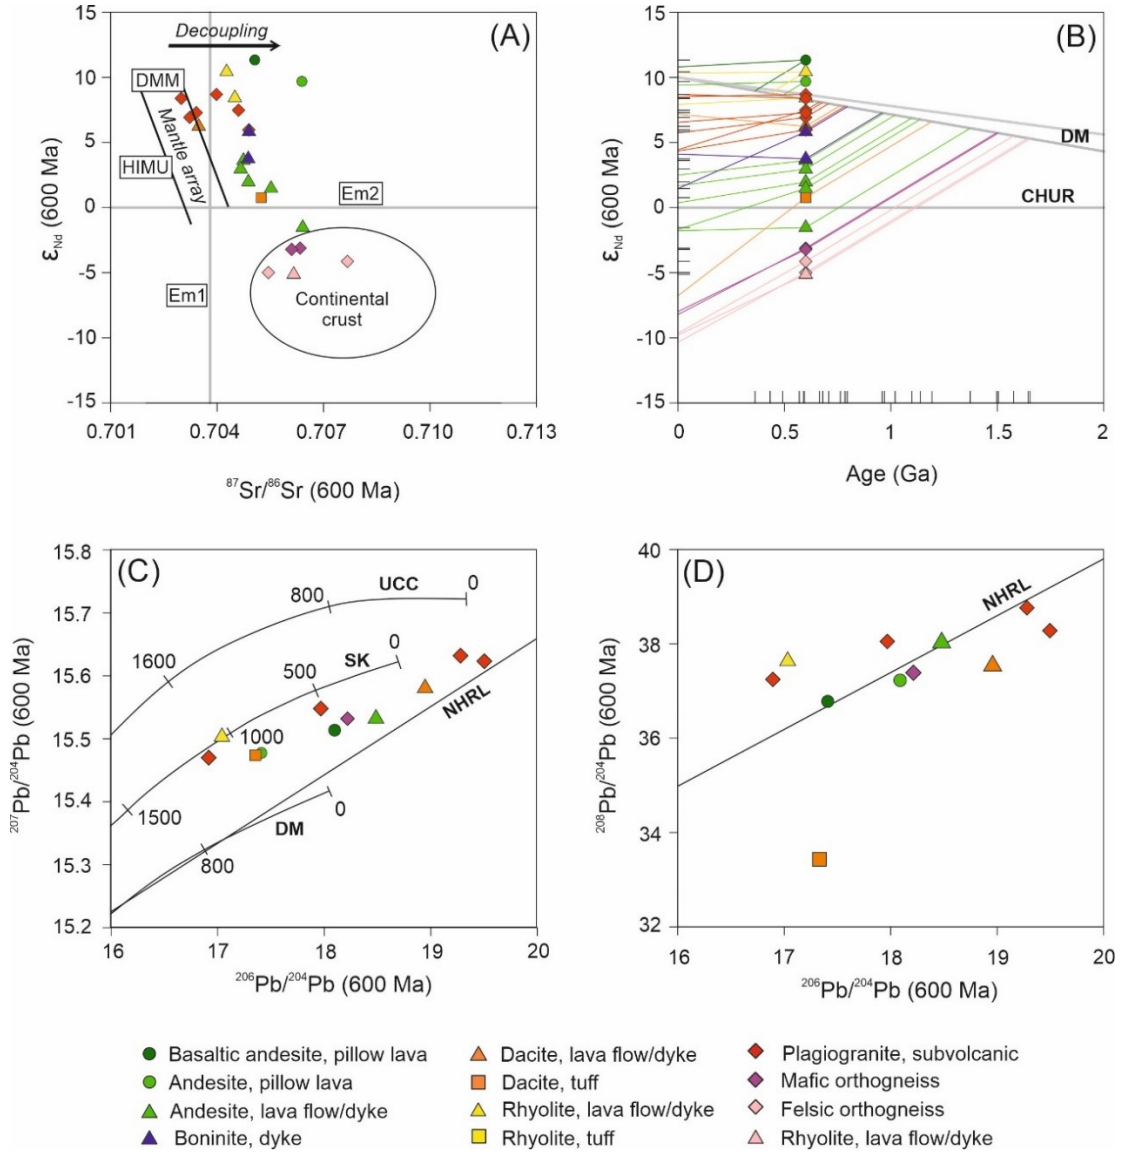 (A)
Decoupling
DMM
Mantle array
HIMU
Em2
Em1
Continental
crust
15
10
5
0
-5
-10
-15
εNd (600 Ma)
0.701
0.704
0.707
0.710
0.713
87Sr/86Sr (600 Ma)
(B)
DM
CHUR
15
10
5
0
-5
-10
-15
εNd (600 Ma)
0
0.5
1
1.5
2
Age (Ga)
(C)
UCC
0
800
1600
SK
0
500
1000
1500
NHRL
DM
0
800
15.8
15.7
15.6
15.5
15.4
15.3
15.2
207Pb/204Pb (600 Ma)
16
17
18
19
20
206Pb/204Pb (600 Ma)
(D)
NHRL
40
38
36
34
32
208Pb/204Pb (600 Ma)
16
17
18
19
20
206Pb/204Pb (600 Ma)
Basaltic andesite, pillow lava
Andesite, pillow lava
Andesite, lava flow/dyke
Boninite, dyke
Dacite, lava flow/dyke
Dacite, tuff
Rhyolite, lava flow/dyke
Rhyolite, tuff
Plagiogranite, subvolcanic
Mafic orthogneiss
Felsic orthogneiss
Rhyolite, lava flow/dyke